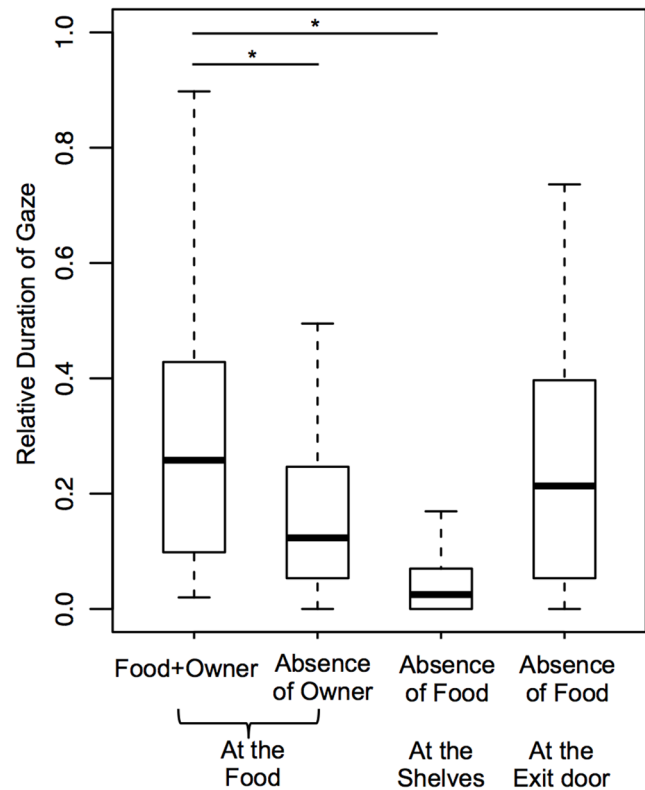 *
*
1.0
0.8
0.6
0.4
0.2
0.0
Relative Duration of Gaze
Food+Owner
Absence
of Owner
Absence
of Food
Absence
of Food
At the
Food
At the
Shelves
At the
Exit door